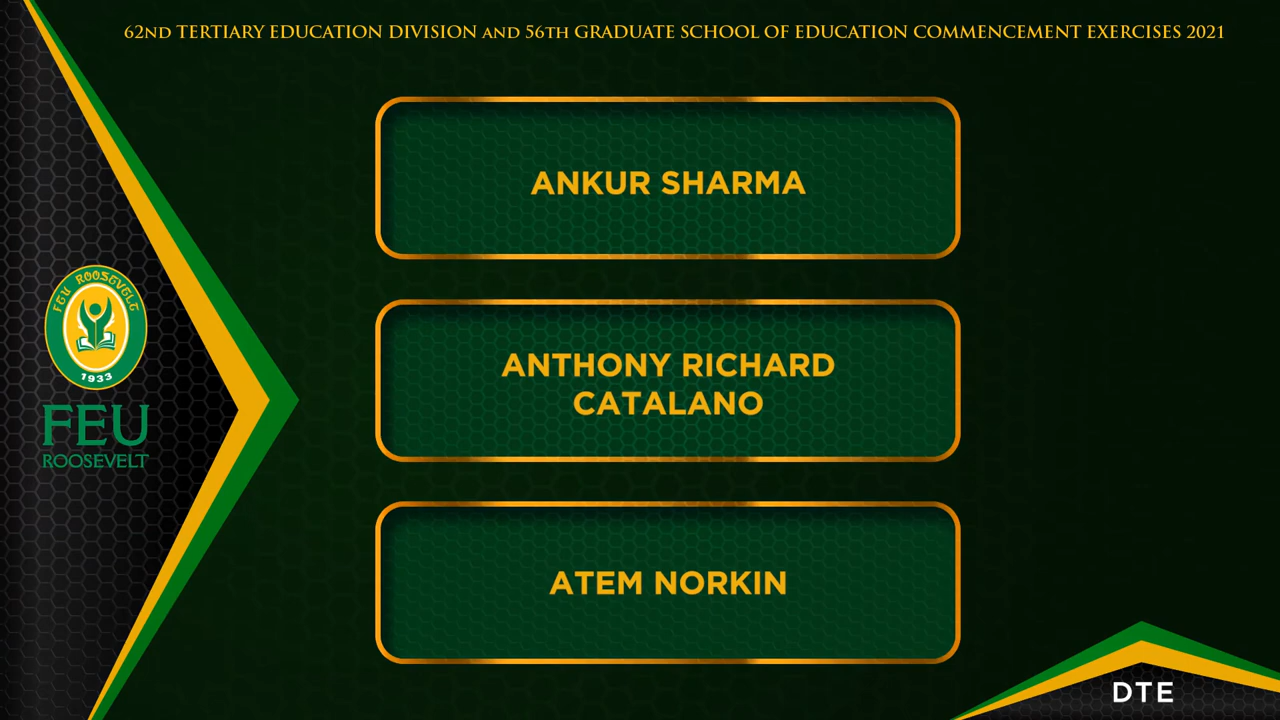 62ND TERTIARY EDUCATION DIVISION AND 56TH GRADUATE SCHOOL OF EDUCATION COMMENCEMENT EXERCISES 2021
ANKUR SHARMA
ANTHONY RICHARD
CATALANO
ATEM NORKIN
FEU ROOSEVELT
1933
FEU
ROOSEVELT
DTE